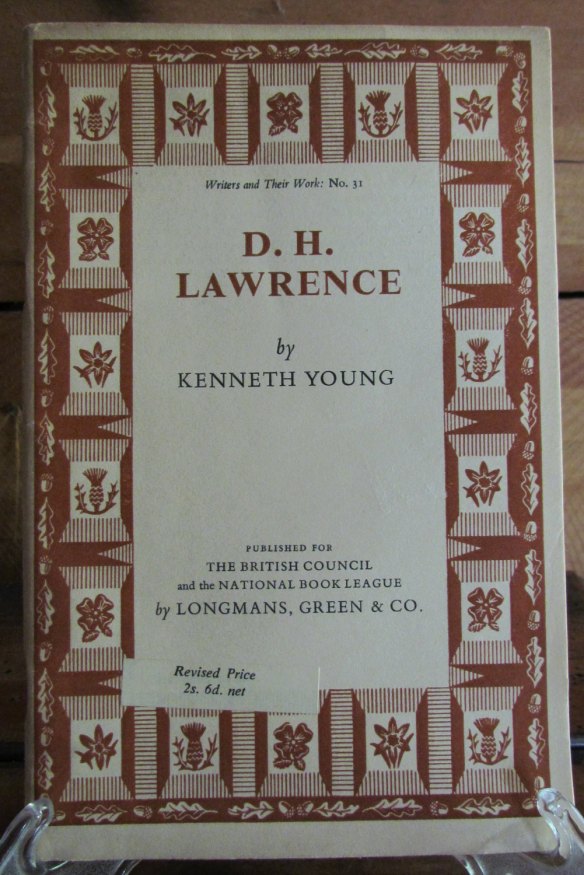 Writers and Their Work: No. 31
D. H.
LAWRENCE
by
KENNETH YOUNG
PUBLISHED FOR
THE BRITISH COUNCIL
and the NATIONAL BOOK LEAGUE
by LONGMANS, GREEN & CO.
Revised Price
2s. 6d. net